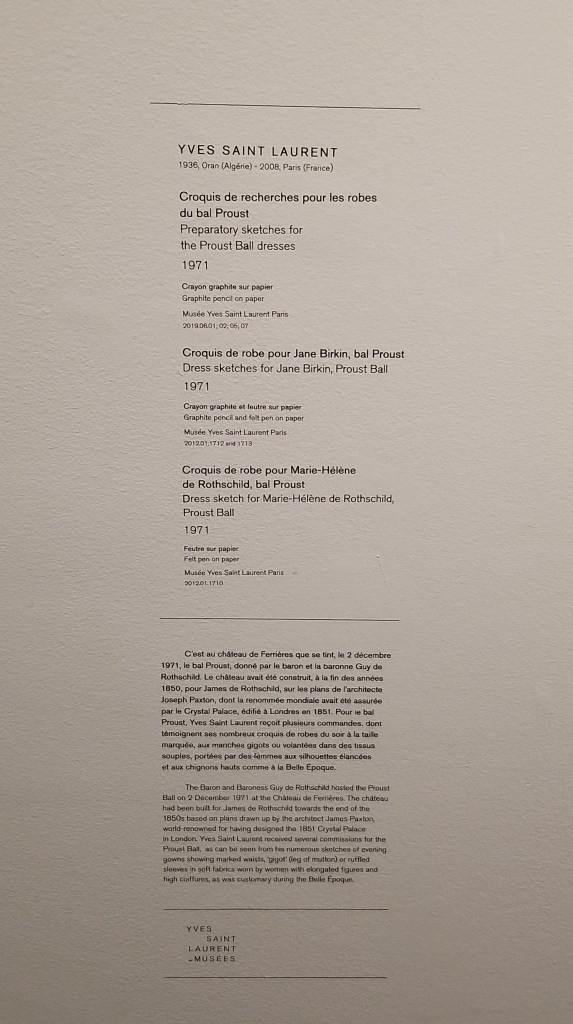 YVES SAINT LAURENT
1936, Oran (Algérie) - 2008, Paris (France)
Croquis de recherches pour les robes
du bal Proust
Preparatory sketches for
the Proust Ball dresses
1971
Crayon graphite sur papier
Graphite pencil on paper
Musée Yves Saint Laurent Paris
2019.06.01; 02; 05; 07
Croquis de robe pour Jane Birkin, bal Proust
Dress sketches for Jane Birkin, Proust Ball
1971
Crayon graphite et feutre sur papier
Graphite pencil and felt pen on paper
Musée Yves Saint Laurent Paris
2012.01.1712 and 1713
Croquis de robe pour Marie-Hélène
de Rothschild, bal Proust
Dress sketch for Marie-Hélène de Rothschild,
Proust Ball
1971
Feutre sur papier
Felt pen on paper
Musée Yves Saint Laurent Paris
2012.01.1710
C'est au château de Ferrières que se tint, le 2 décembre
1971, le bal Proust, donné par le baron et la baronne Guy de
Rothschild. Le château avait été construit, à la fin des années
1850, pour James de Rothschild, sur les plans de l'architecte
Joseph Paxton, dont la renommée mondiale avait été assurée
par le Crystal Palace, édifié à Londres en 1851. Pour le bal
Proust, Yves Saint Laurent reçoit plusieurs commandes, dont
témoignent ses nombreux croquis de robes du soir à la taille
marquée, aux manches gigots ou volantées dans des tissus
souples, portées par des femmes aux silhouettes élancées
et aux chignons hauts comme à la Belle Époque.
The Baron and Baroness Guy de Rothschild hosted the Proust
Ball on 2 December 1971 at the Château de Ferrières. The château
had been built for James de Rothschild towards the end of the
1850s based on plans drawn up by the architect James Paxton,
world-renowned for having designed the 1851 Crystal Palace
in London. Yves Saint Laurent received several commissions for the
Proust Ball, as can be seen from his numerous sketches of evening
gowns showing marked waists, 'gigot' (leg of mutton) or ruffled
sleeves in soft fabrics worn by women with elongated figures and
high coiffures, as was customary during the Belle Époque.
YVES
SAINT
LAURENT
MUSÉES